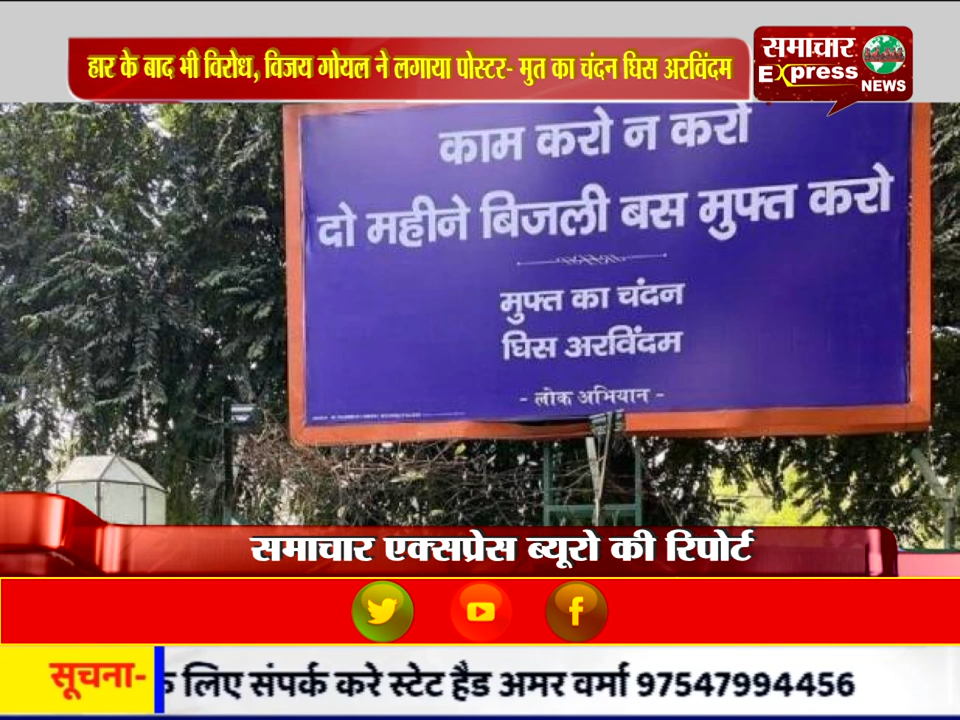 हार के बाद भी विरोध, विजय गोयल ने लगाया पोस्टर- मुत का चंदन घिस अरविंदम
समाचार
Express
NEWS
काम करो न करो
दो महीने बिजली बस मुफ्त करो
मुफ्त का चंदन
घिस अरविंदम
- लोक अभियान -
समाचार एक्सप्रेस ब्यूरो की रिपोर्ट
सूचना-
के लिए संपर्क करे स्टेट हैड अमर वर्मा 97547994456